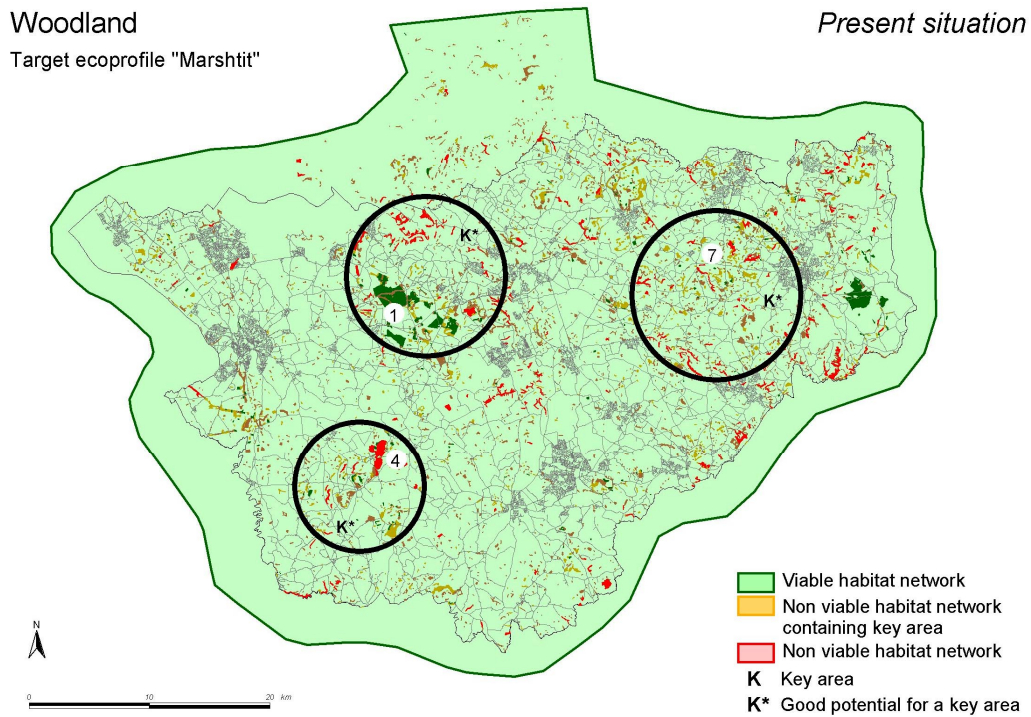 Woodland
Present situation
Target ecoprofile "Marshtit"
K*
7
K*
1
4
K*
Viable habitat network
Non viable habitat network
containing key area
Non viable habitat network
K Key area
K* Good potential for a key area
N
0 10 20 km